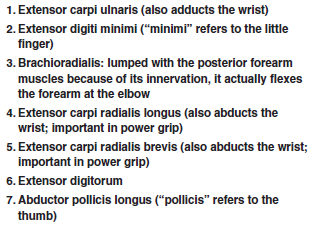 1. Extensor carpi ulnaris (also adducts the wrist)
2. Extensor digiti minimi (“minimi” refers to the little
finger)
3. Brachioradialis: lumped with the posterior forearm
muscles because of its innervation, it actually flexes
the forearm at the elbow
4. Extensor carpi radialis longus (also abducts the
wrist; important in power grip)
5. Extensor carpi radialis brevis (also abducts the wrist;
important in power grip)
6. Extensor digitorum
7. Abductor pollicis longus (“pollicis” refers to the
thumb)